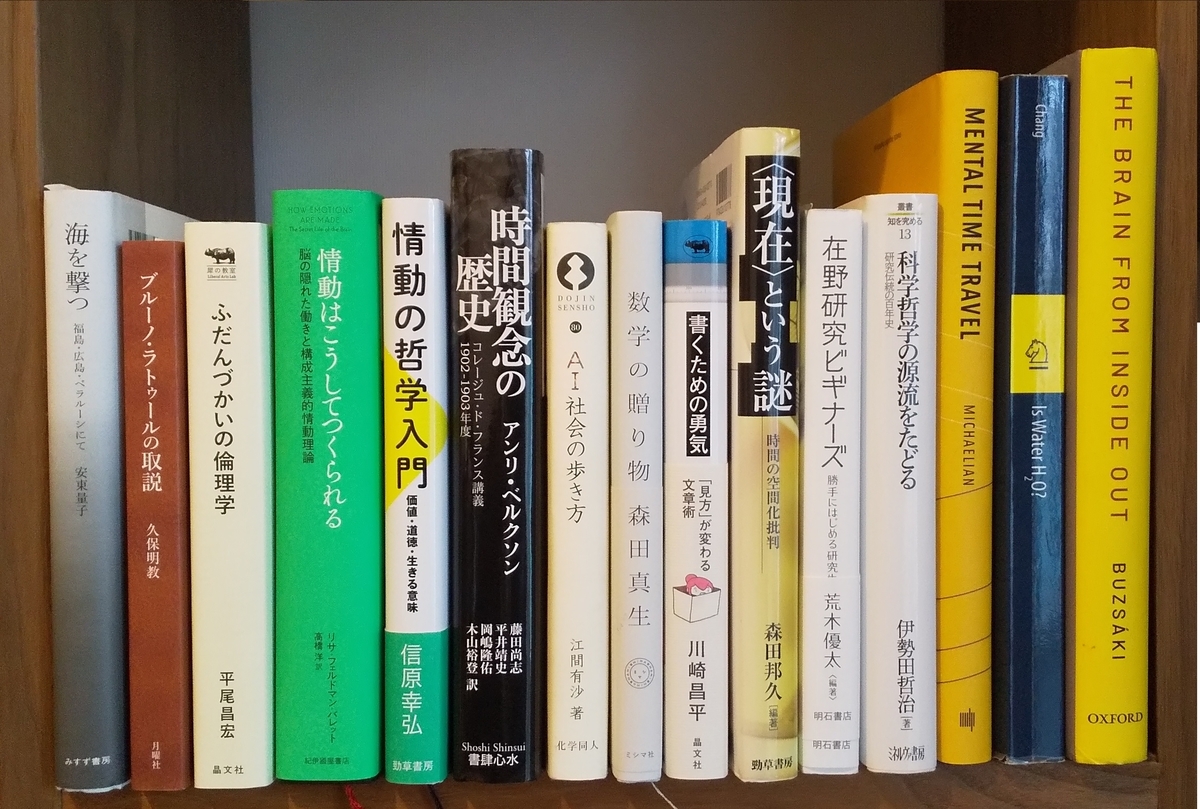 海を撃つ
福島・広島・ベラルーシにて
安東量子
みすず書房
ブルーノ・ラトゥールの取説
久保明教
月曜社
犀の教室
Liberal Arts Lab
ふだんづかいの倫理学
平尾昌宏
晶文社
HOW EMOTIONS
ARE MADE
The Secret Life of the Brain
情動はこうしてつくられる
脳の隠れた働きと構成主義的情動理論
リサ・フェルドマン・バレット
高橋 洋 訳
紀伊國屋書店
情動の哲学入門
価値・道徳・生きる意味
信原幸弘
勁草書房
時間観念の
歴史
コレージュ・ド・フランス講義
1902-1903年度
アンリ・ベルクソン
藤田尚志
平井靖史
岡嶋隆佑
木山裕登 訳
Shoshi Shinsui
書肆心水
DOJIN
SENSHO
80
AI社会の歩き方
江間有沙 著
化学同人
数学の贈り物
森田真生
ミシマ社
書くための勇気
「見方」が変わる
文章術
川崎昌平
晶文社
〈現在〉という謎
時間の空間化批判
森田邦久[編著]
勁草書房
在野研究ビギナーズ
勝手にはじめる研究生
荒木優太〈編著〉
明石書店
明石書店
叢書
知を究める
13
科学哲学の源流をたどる
研究伝統の百年史
伊勢田哲治[著]
ミネルヴァ書房
MENTAL TIME TRAVEL
MICHAELIAN
Chang
Is Water H₂O?
THE BRAIN FROM INSIDE OUT
BUZSÁKI
OXFORD